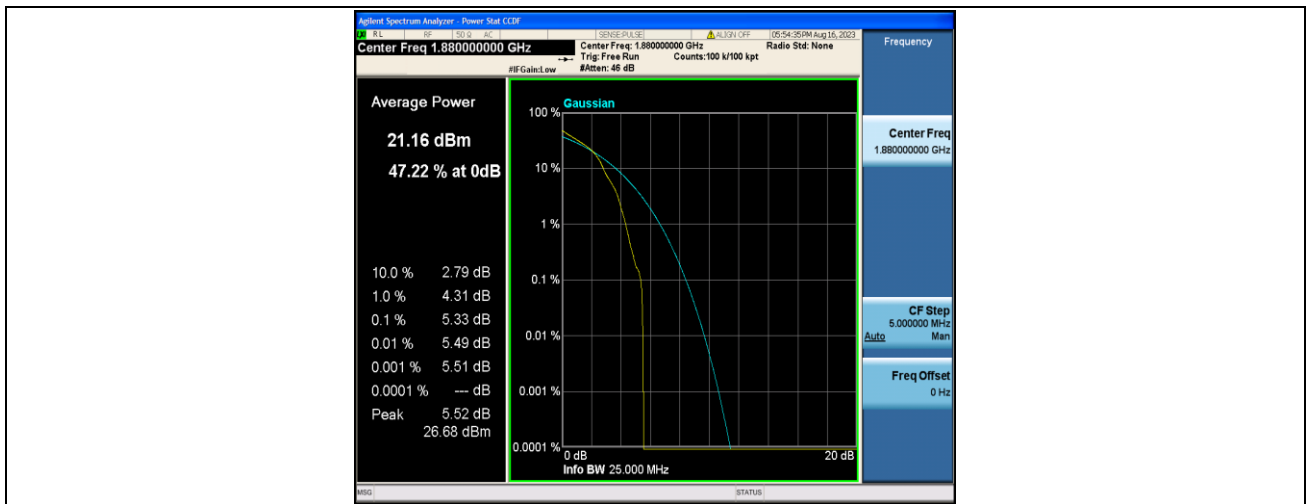 Agilent Spectrum Analyzer - Power Stat CCDF
RL RF 50 Ω AC SENSE:PULSE ALIGN OFF 05:54:35PM Aug 16, 2023
Center Freq 1.880000000 GHz
Center Freq: 1.880000000 GHz Radio Std: None
Trig: Free Run Counts:100 k/100 kpt
#IFGain:Low #Atten: 46 dB
Average Power
21.16 dBm
47.22 % at 0dB
10.0 % 2.79 dB
1.0 % 4.31 dB
0.1 % 5.33 dB
0.01 % 5.49 dB
0.001 % 5.51 dB
0.0001 % --- dB
Peak 5.52 dB
26.68 dBm
Gaussian
100 %
10 %
1 %
0.1 %
0.01 %
0.001 %
0.0001 %
0 dB 20 dB
Info BW 25.000 MHz
Frequency
Center Freq
1.880000000 GHz
CF Step
5.000000 MHz
Auto Man
Freq Offset
0 Hz
MSG STATUS